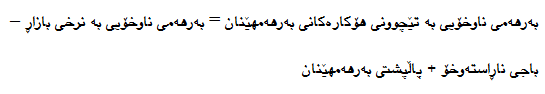 بەرهەمی ناوخۆیی بە تێچوونی هۆکارەکانی بەرهەمهێنان = بەرهەمی ناوخۆیی بە نرخی بازاڕ –
باجی ناڕاستەوخۆ + پاڵپشتی بەرهەمهێنان